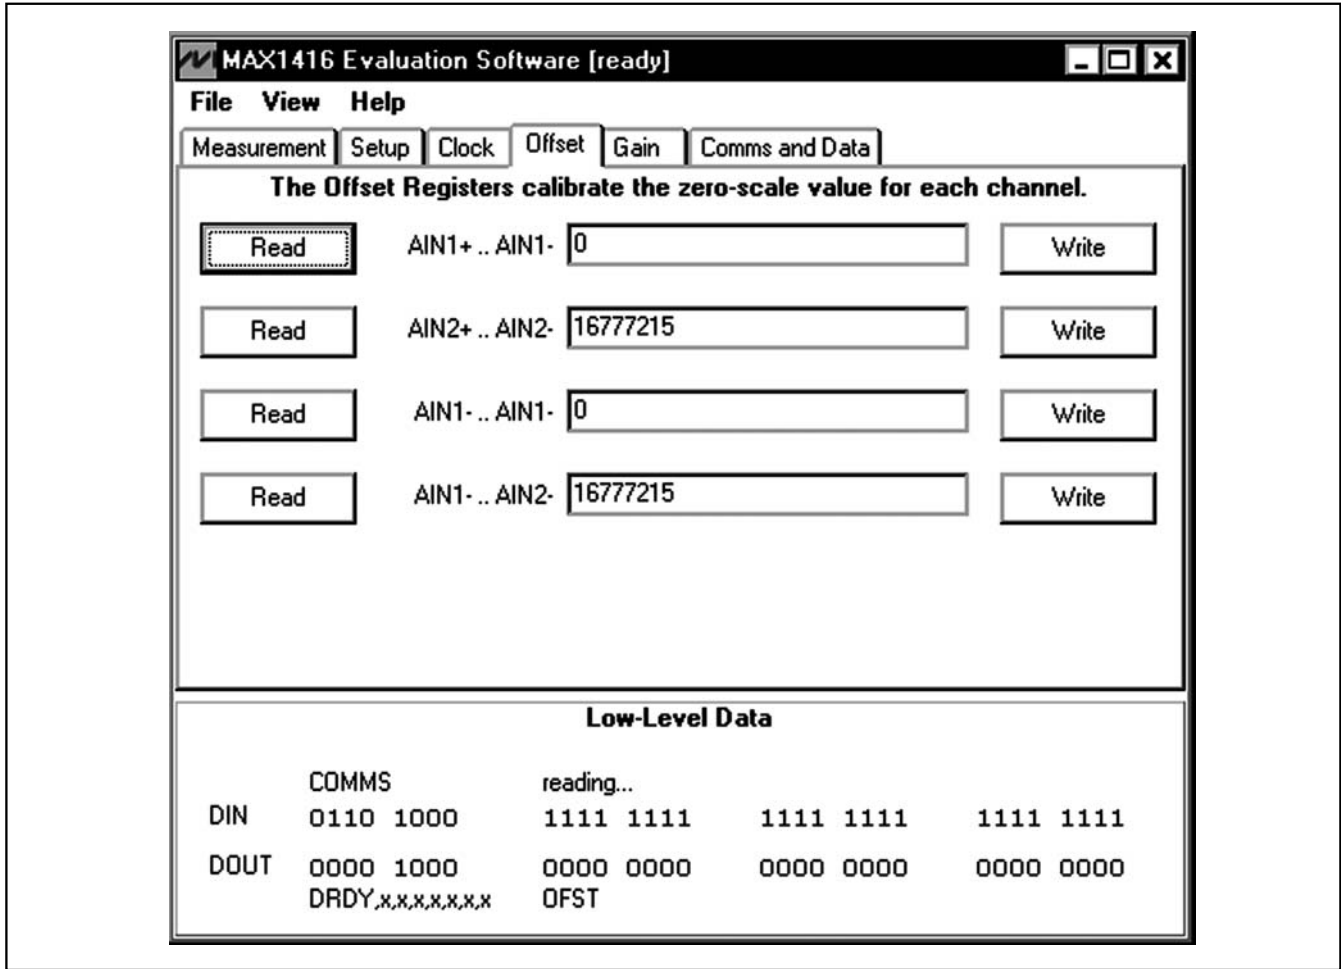 MAX1416 Evaluation Software [ready]
File View Help
Measurement Setup Clock Offset Gain Comms and Data
The Offset Registers calibrate the zero-scale value for each channel.
Read AIN1+ .. AIN1- 0 Write
Read AIN2+ .. AIN2- 16777215 Write
Read AIN1- .. AIN1- 0 Write
Read AIN1- .. AIN2- 16777215 Write
Low-Level Data
COMMS reading...
DIN 0110 1000 1111 1111 1111 1111 1111 1111
DOUT 0000 1000 0000 0000 0000 0000 0000 0000
DRDY,x,x,x,x,x,x,x OFST